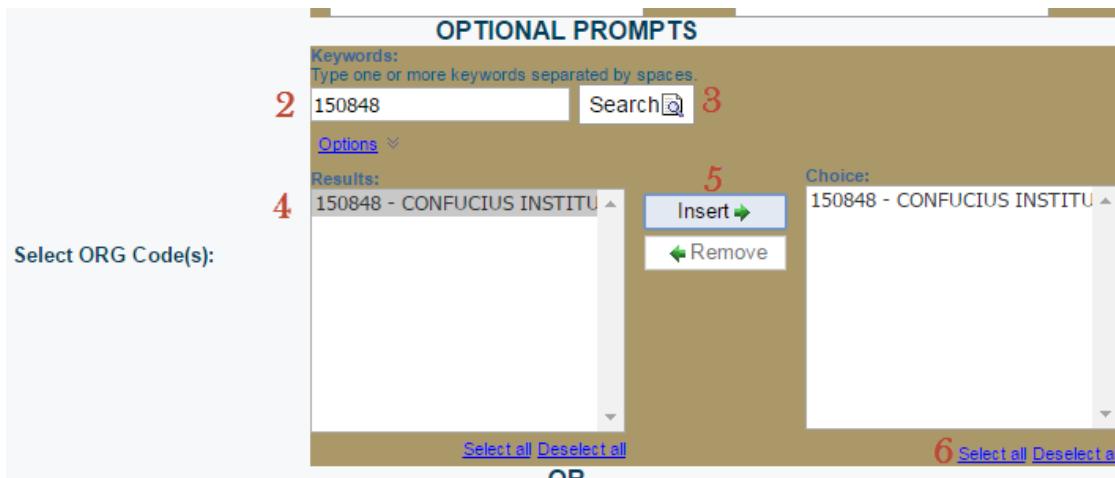 OPTIONAL PROMPTS
Keywords:
Type one or more keywords separated by spaces.
2 150848 Search 3
Options
Results: 5 Choice:
4 150848 - CONFUCIUS INSTITU Insert 150848 - CONFUCIUS INSTITU
Remove
Select ORG Code(s):
Select all Deselect all 6 Select all Deselect a
OR